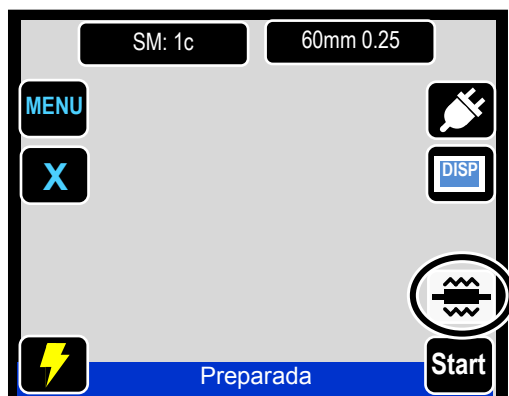 SM: 1c
60mm 0.25
MENU
X
DISP
Preparada
Start